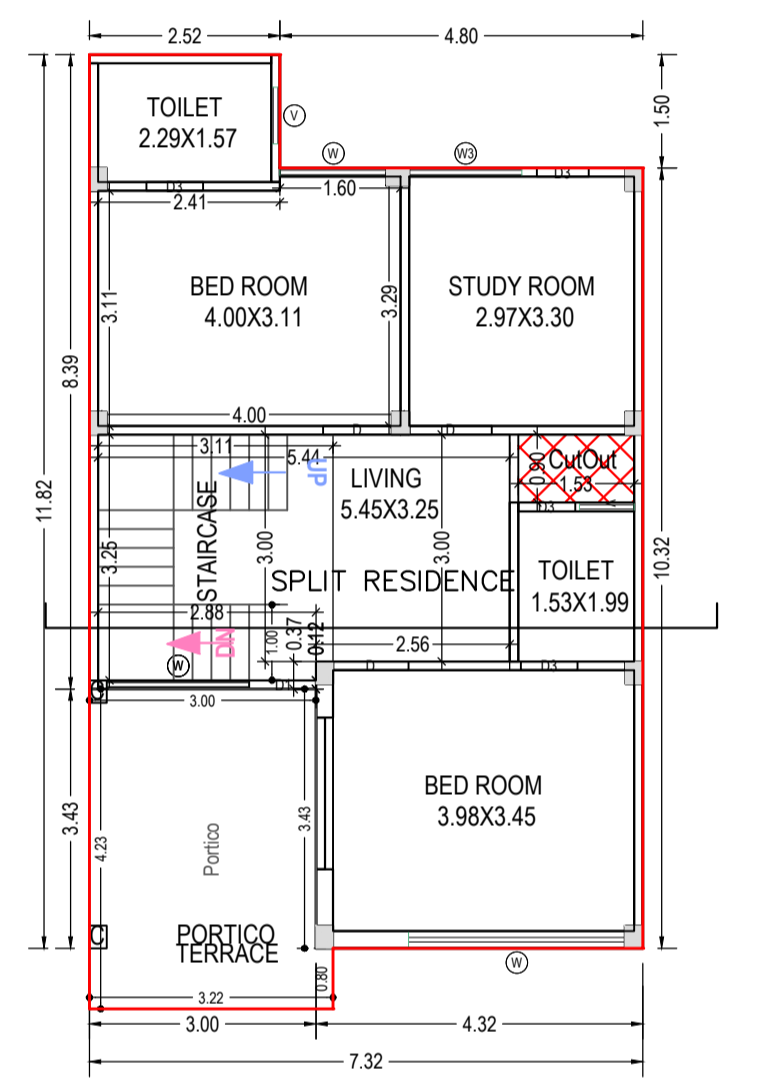 2.52
4.80
TOILET
2.29X1.57
V
1.50
W
W3
D3
D3
1.60
2.41
BED ROOM
4.00X3.11
STUDY ROOM
2.97X3.30
3.11
3.29
8.39
4.00
D
D
3.11
5.44
UP
LIVING
5.45X3.25
CutOut
0.90
1.53
D3
11.82
STAIRCASE
3.25
3.00
3.00
10.32
TOILET
1.53X1.99
SPLIT RESIDENCE
2.88
DN
1.00
0.37
0.12
2.56
W
D
D3
C
D1
3.00
BED ROOM
3.98X3.45
3.43
4.23
3.43
Portico
C
PORTICO
TERRACE
W
0.80
3.22
3.00
4.32
7.32